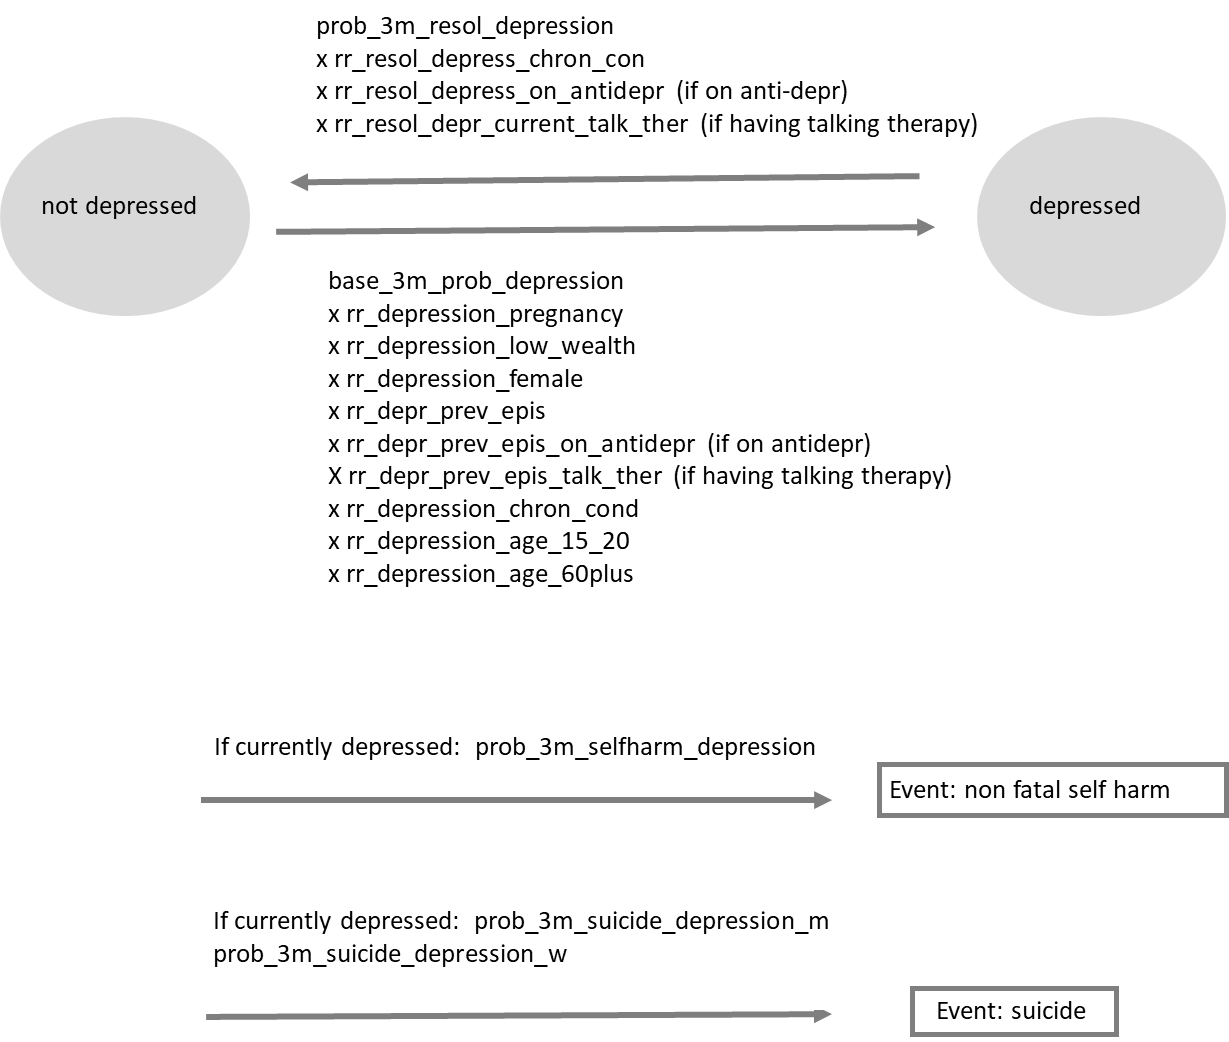 prob_3m_resol_depression
x rr_resol_depress_chron_con
x rr_resol_depress_on_antidepr (if on anti-depr)
x rr_resol_depr_current_talk_ther (if having talking therapy)
not depressed
depressed
base_3m_prob_depression
x rr_depression_pregnancy
x rr_depression_low_wealth
x rr_depression_female
x rr_depr_prev_epis
x rr_depr_prev_epis_on_antidepr (if on antidepr)
X rr_depr_prev_epis_talk_ther (if having talking therapy)
x rr_depression_chron_cond
x rr_depression_age_15_20
x rr_depression_age_60plus
If currently depressed: prob_3m_selfharm_depression
Event: non fatal self harm
If currently depressed: prob_3m_suicide_depression_m
prob_3m_suicide_depression_w
Event: suicide